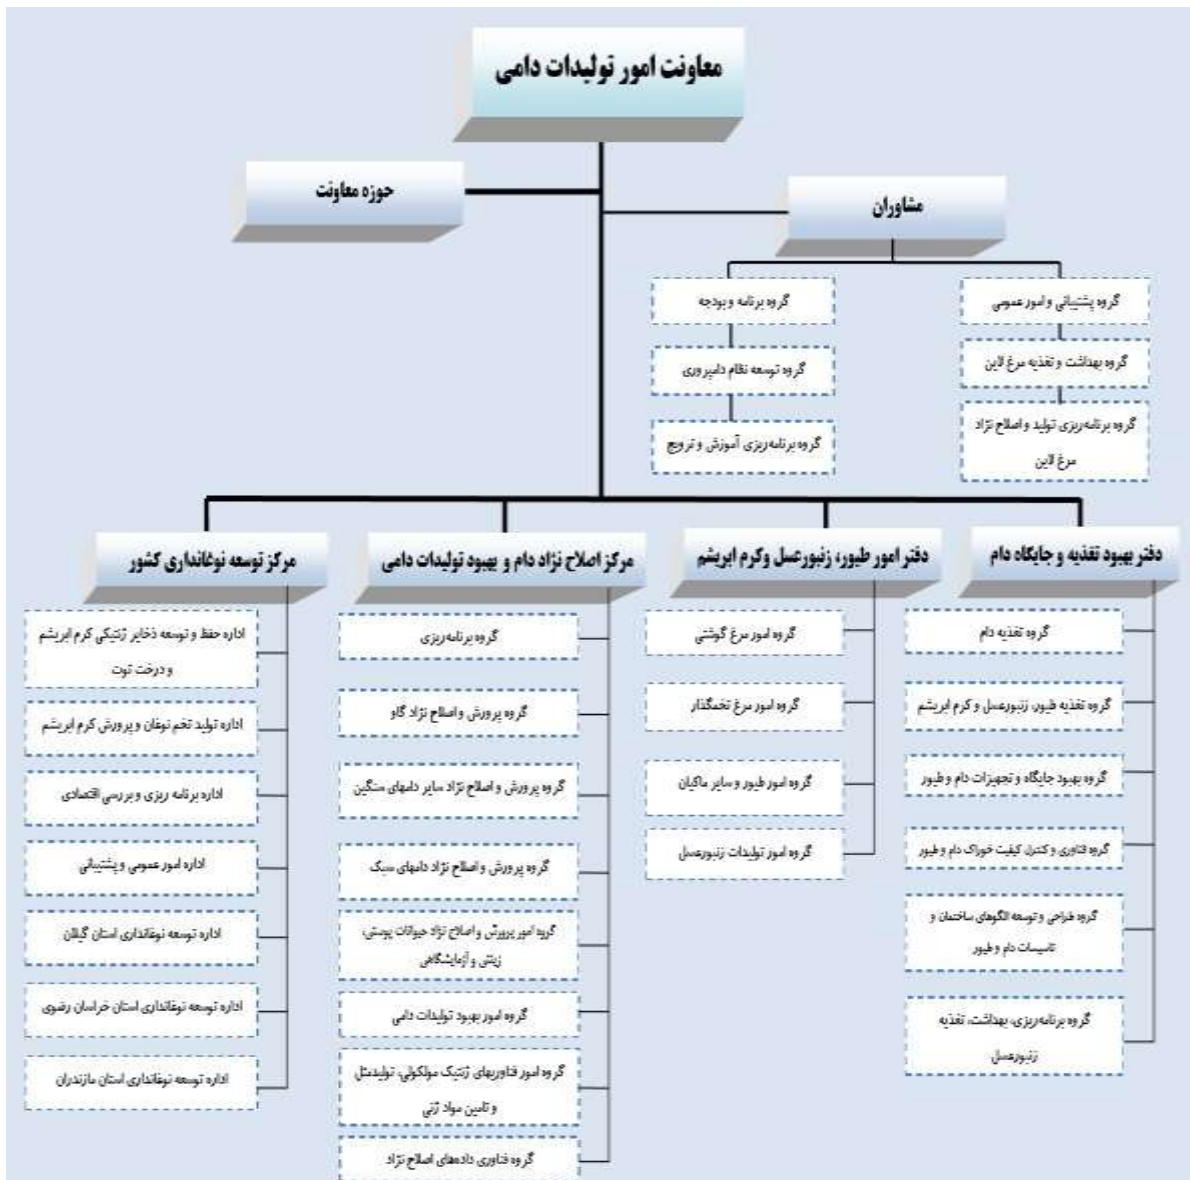 معاونت امور تولیدات دامی
حوزه معاونت
مشاوران
گروه پشتیبانی و امور عمومی
گروه بهداشت و تغذیه مرغ لاین
گروه برنامه‌ریزی تولید و اصلاح نژاد
مرغ لاین
گروه برنامه و بودجه
گروه توسعه نظام دامپروری
گروه برنامه‌ریزی آموزش و ترویج
دفتر بهبود تغذیه و جایگاه دام
گروه تغذیه دام
گروه تغذیه طیور، زنبورعسل و کرم ابریشم
گروه بهبود جایگاه و تجهیزات دام و طیور
گروه فناوری و کنترل کیفیت خوراک دام و طیور
گروه طراحی و توسعه الگوهای ساختمان و
تاسیسات دام و طیور
گروه برنامه‌ریزی، بهداشت، تغذیه
زنبورعسل
دفتر امور طیور، زنبورعسل وکرم ابریشم
گروه امور مرغ گوشتی
گروه امور مرغ تخمگذار
گروه امور طیور و سایر ماکیان
گروه امور تولیدات زنبورعسل
مرکز اصلاح نژاد دام و بهبود تولیدات دامی
گروه برنامه‌ریزی
گروه پرورش و اصلاح نژاد گاو
گروه پرورش و اصلاح نژاد سایر دامهای سنگین
گروه پرورش و اصلاح نژاد دامهای سبک
گروه امور پرورش و اصلاح نژاد حیوانات پوستی،
زینتی و آزمایشگاهی
گروه امور بهبود تولیدات دامی
گروه امور فناوریهای ژنتیک مولکولی، تولیدمثل
و تامین مواد ژنی
گروه فناوری داده‌های اصلاح نژاد
مرکز توسعه نوغانداری کشور
اداره حفظ و توسعه ذخایر ژنتیکی کرم ابریشم
و درخت توت
اداره تولید تخم نوغان و پرورش کرم ابریشم
اداره برنامه ریزی و بررسی اقتصادی
اداره امور عمومی و پشتیبانی
اداره توسعه نوغانداری استان گیلان
اداره توسعه نوغانداری استان خراسان رضوی
اداره توسعه نوغانداری استان مازندران